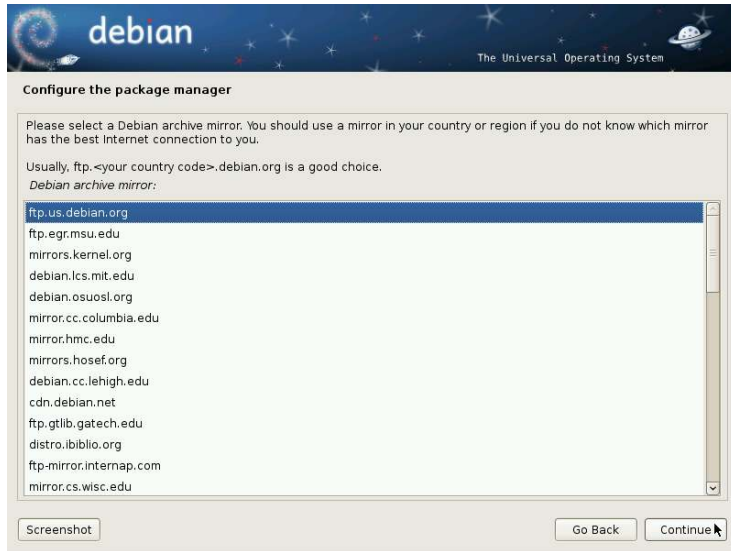 debian
The Universal Operating System
Configure the package manager
Please select a Debian archive mirror. You should use a mirror in your country or region if you do not know which mirror
has the best Internet connection to you.
Usually, ftp.<your country code>.debian.org is a good choice.
Debian archive mirror:
ftp.us.debian.org
ftp.egr.msu.edu
mirrors.kernel.org
debian.lcs.mit.edu
debian.osuosl.org
mirror.cc.columbia.edu
mirror.hmc.edu
mirrors.hosef.org
debian.cc.lehigh.edu
cdn.debian.net
ftp.gtlib.gatech.edu
distro.ibiblio.org
ftp-mirror.internap.com
mirror.cs.wisc.edu
Screenshot
Go Back
Continue